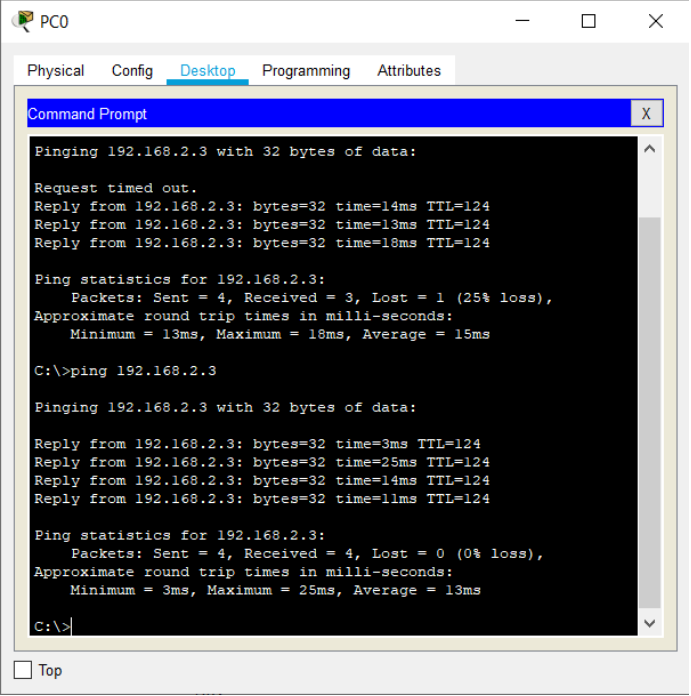 PC0
Physical Config Desktop Programming Attributes
Command Prompt X
Pinging 192.168.2.3 with 32 bytes of data:
Request timed out.
Reply from 192.168.2.3: bytes=32 time=14ms TTL=124
Reply from 192.168.2.3: bytes=32 time=13ms TTL=124
Reply from 192.168.2.3: bytes=32 time=18ms TTL=124
Ping statistics for 192.168.2.3:
Packets: Sent = 4, Received = 3, Lost = 1 (25% loss),
Approximate round trip times in milli-seconds:
Minimum = 13ms, Maximum = 18ms, Average = 15ms
C:\>ping 192.168.2.3
Pinging 192.168.2.3 with 32 bytes of data:
Reply from 192.168.2.3: bytes=32 time=3ms TTL=124
Reply from 192.168.2.3: bytes=32 time=25ms TTL=124
Reply from 192.168.2.3: bytes=32 time=14ms TTL=124
Reply from 192.168.2.3: bytes=32 time=11ms TTL=124
Ping statistics for 192.168.2.3:
Packets: Sent = 4, Received = 4, Lost = 0 (0% loss),
Approximate round trip times in milli-seconds:
Minimum = 3ms, Maximum = 25ms, Average = 13ms
C:\>
Top